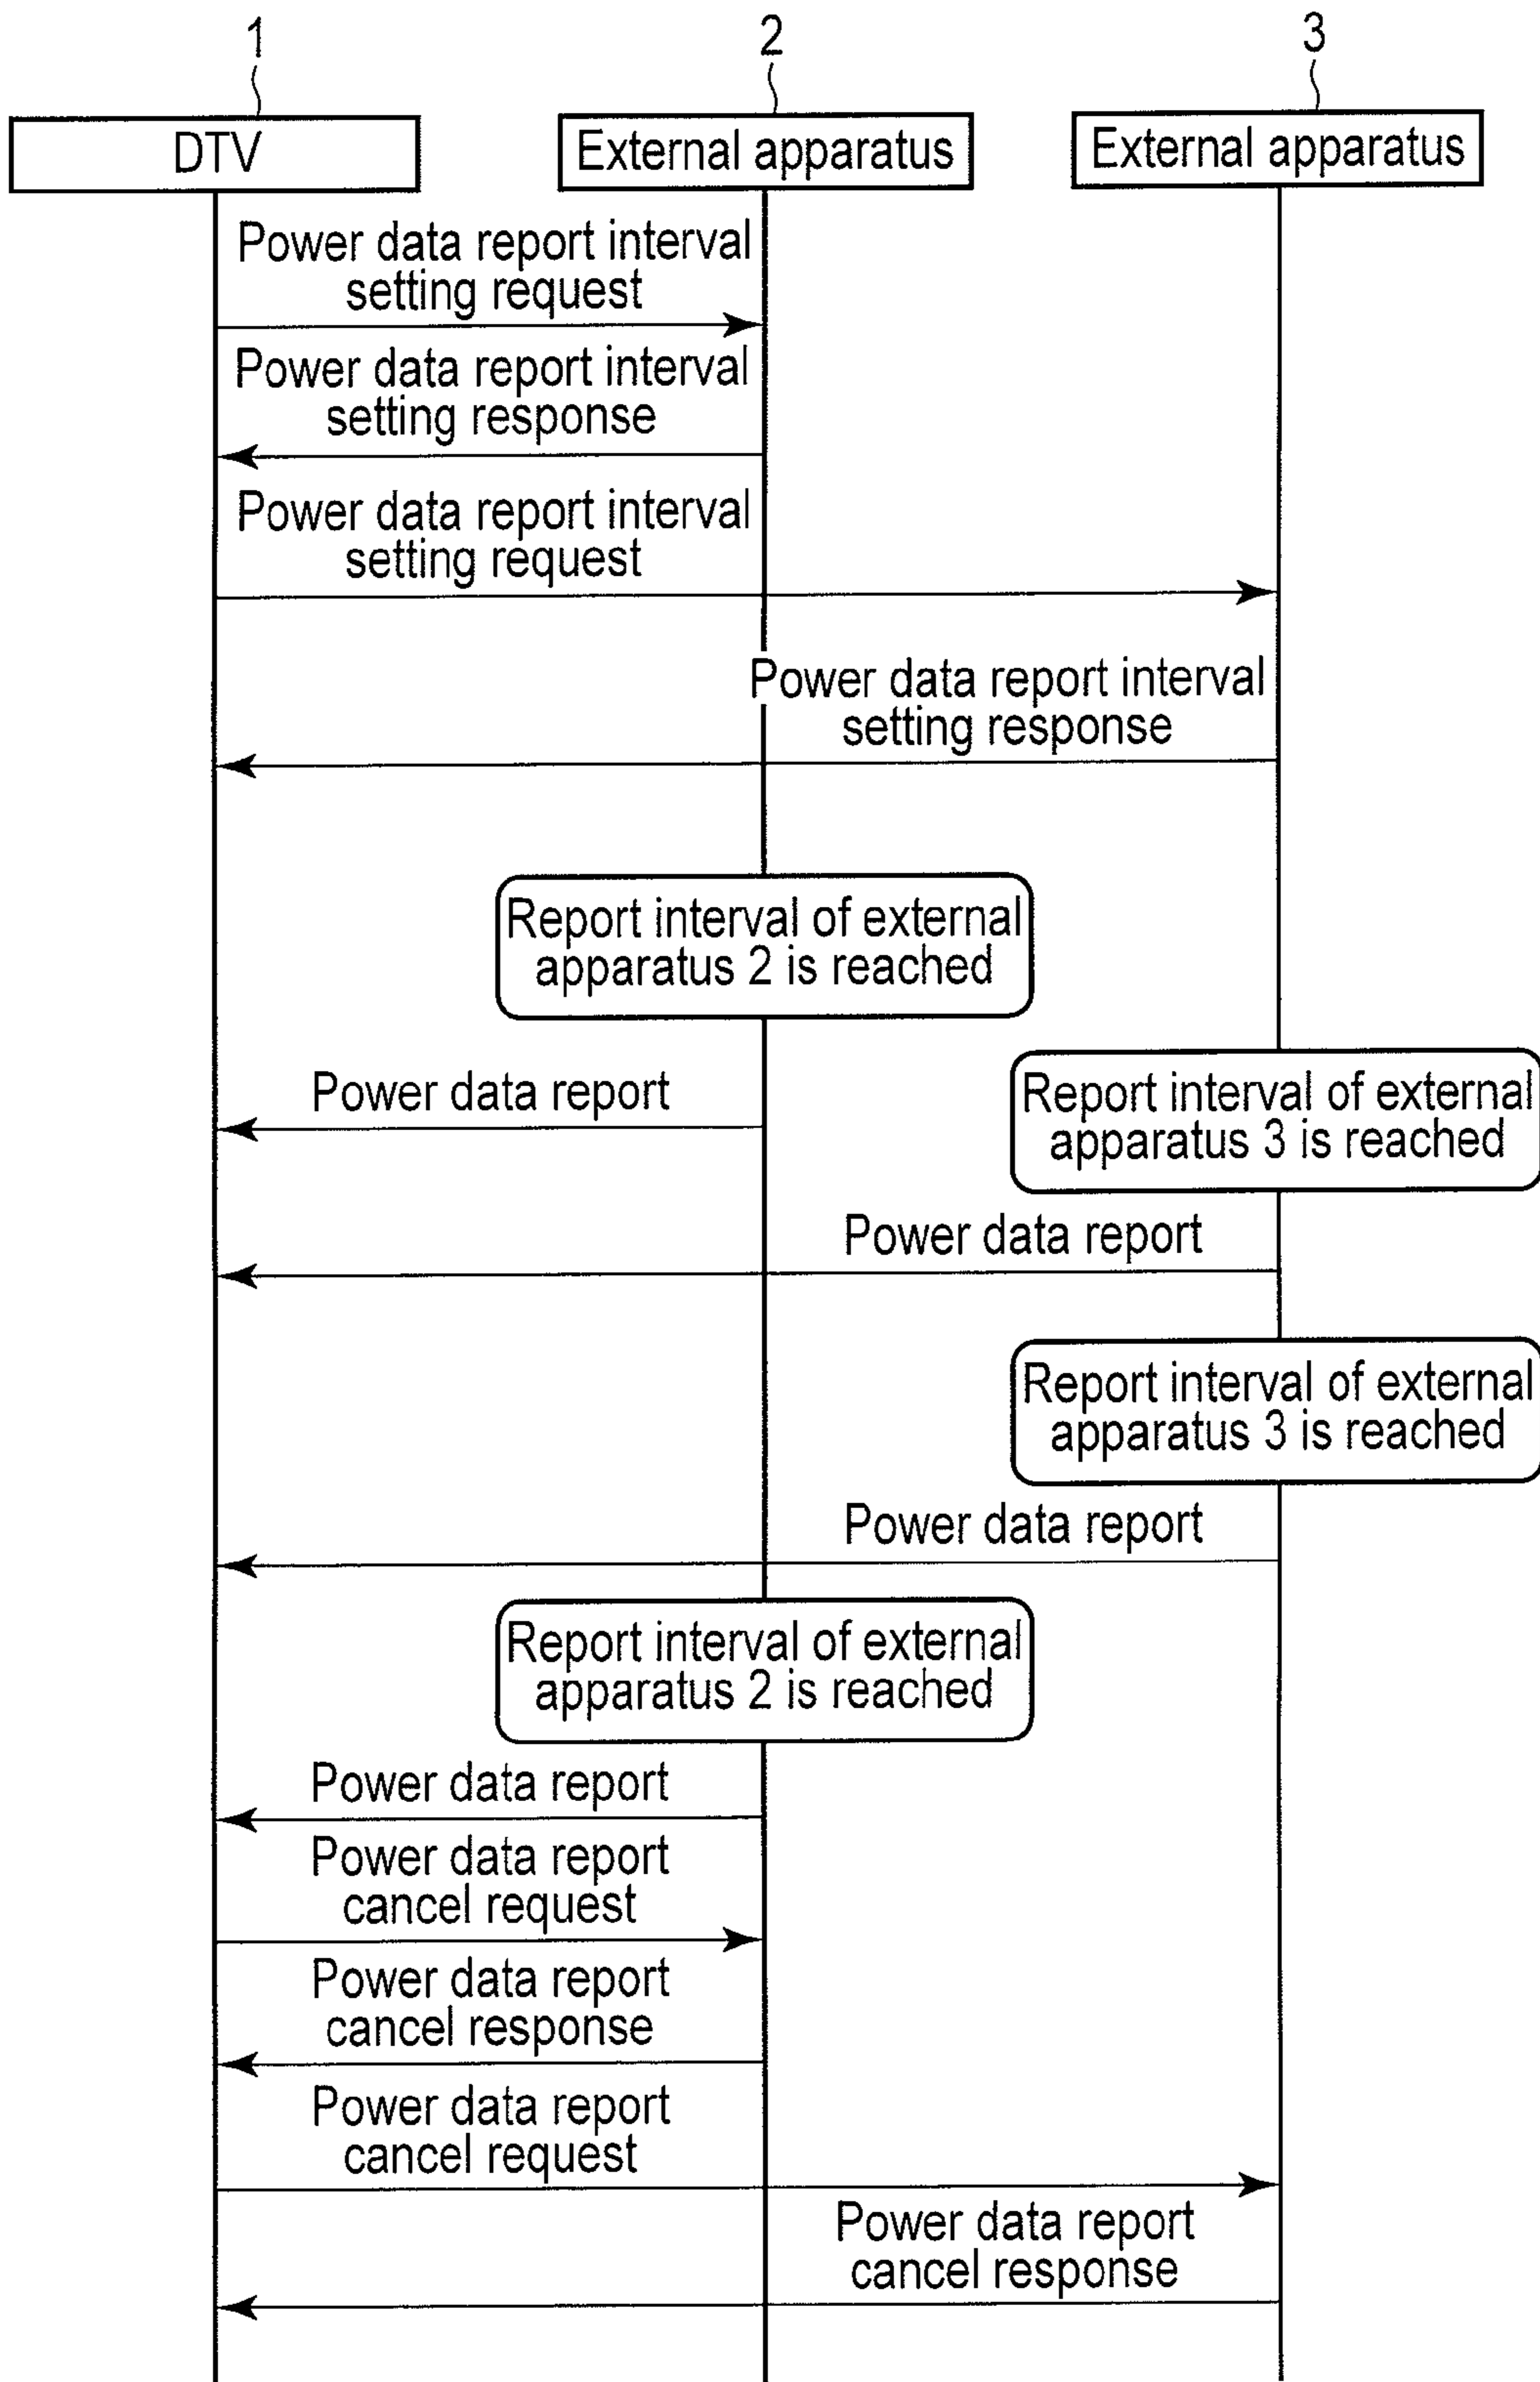 1
2
3
DTV
External apparatus
External apparatus
Power data report interval
setting request
Power data report interval
setting response
Power data report interval
setting request
Power data report interval
setting response
Report interval of external
apparatus 2 is reached
Power data report
Report interval of external
apparatus 3 is reached
Power data report
Report interval of external
apparatus 3 is reached
Power data report
Report interval of external
apparatus 2 is reached
Power data report
Power data report
cancel request
Power data report
cancel response
Power data report
cancel request
Power data report
cancel response